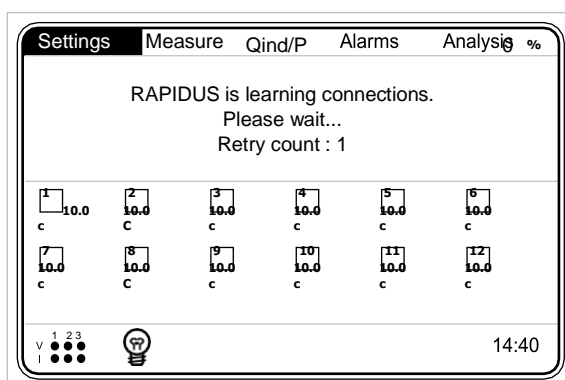 Settings Measure Qind/P Alarms Analysis 0 %
RAPIDUS is learning connections.
Please wait...
Retry count : 1
1 2 3 4 5 6
10.0 10.0 10.0 10.0 10.0 10.0
c C c c c c
7 8 9 10 11 12
10.0 10.0 10.0 10.0 10.0 10.0
c C c c c c
1 2 3
V
I 14:40